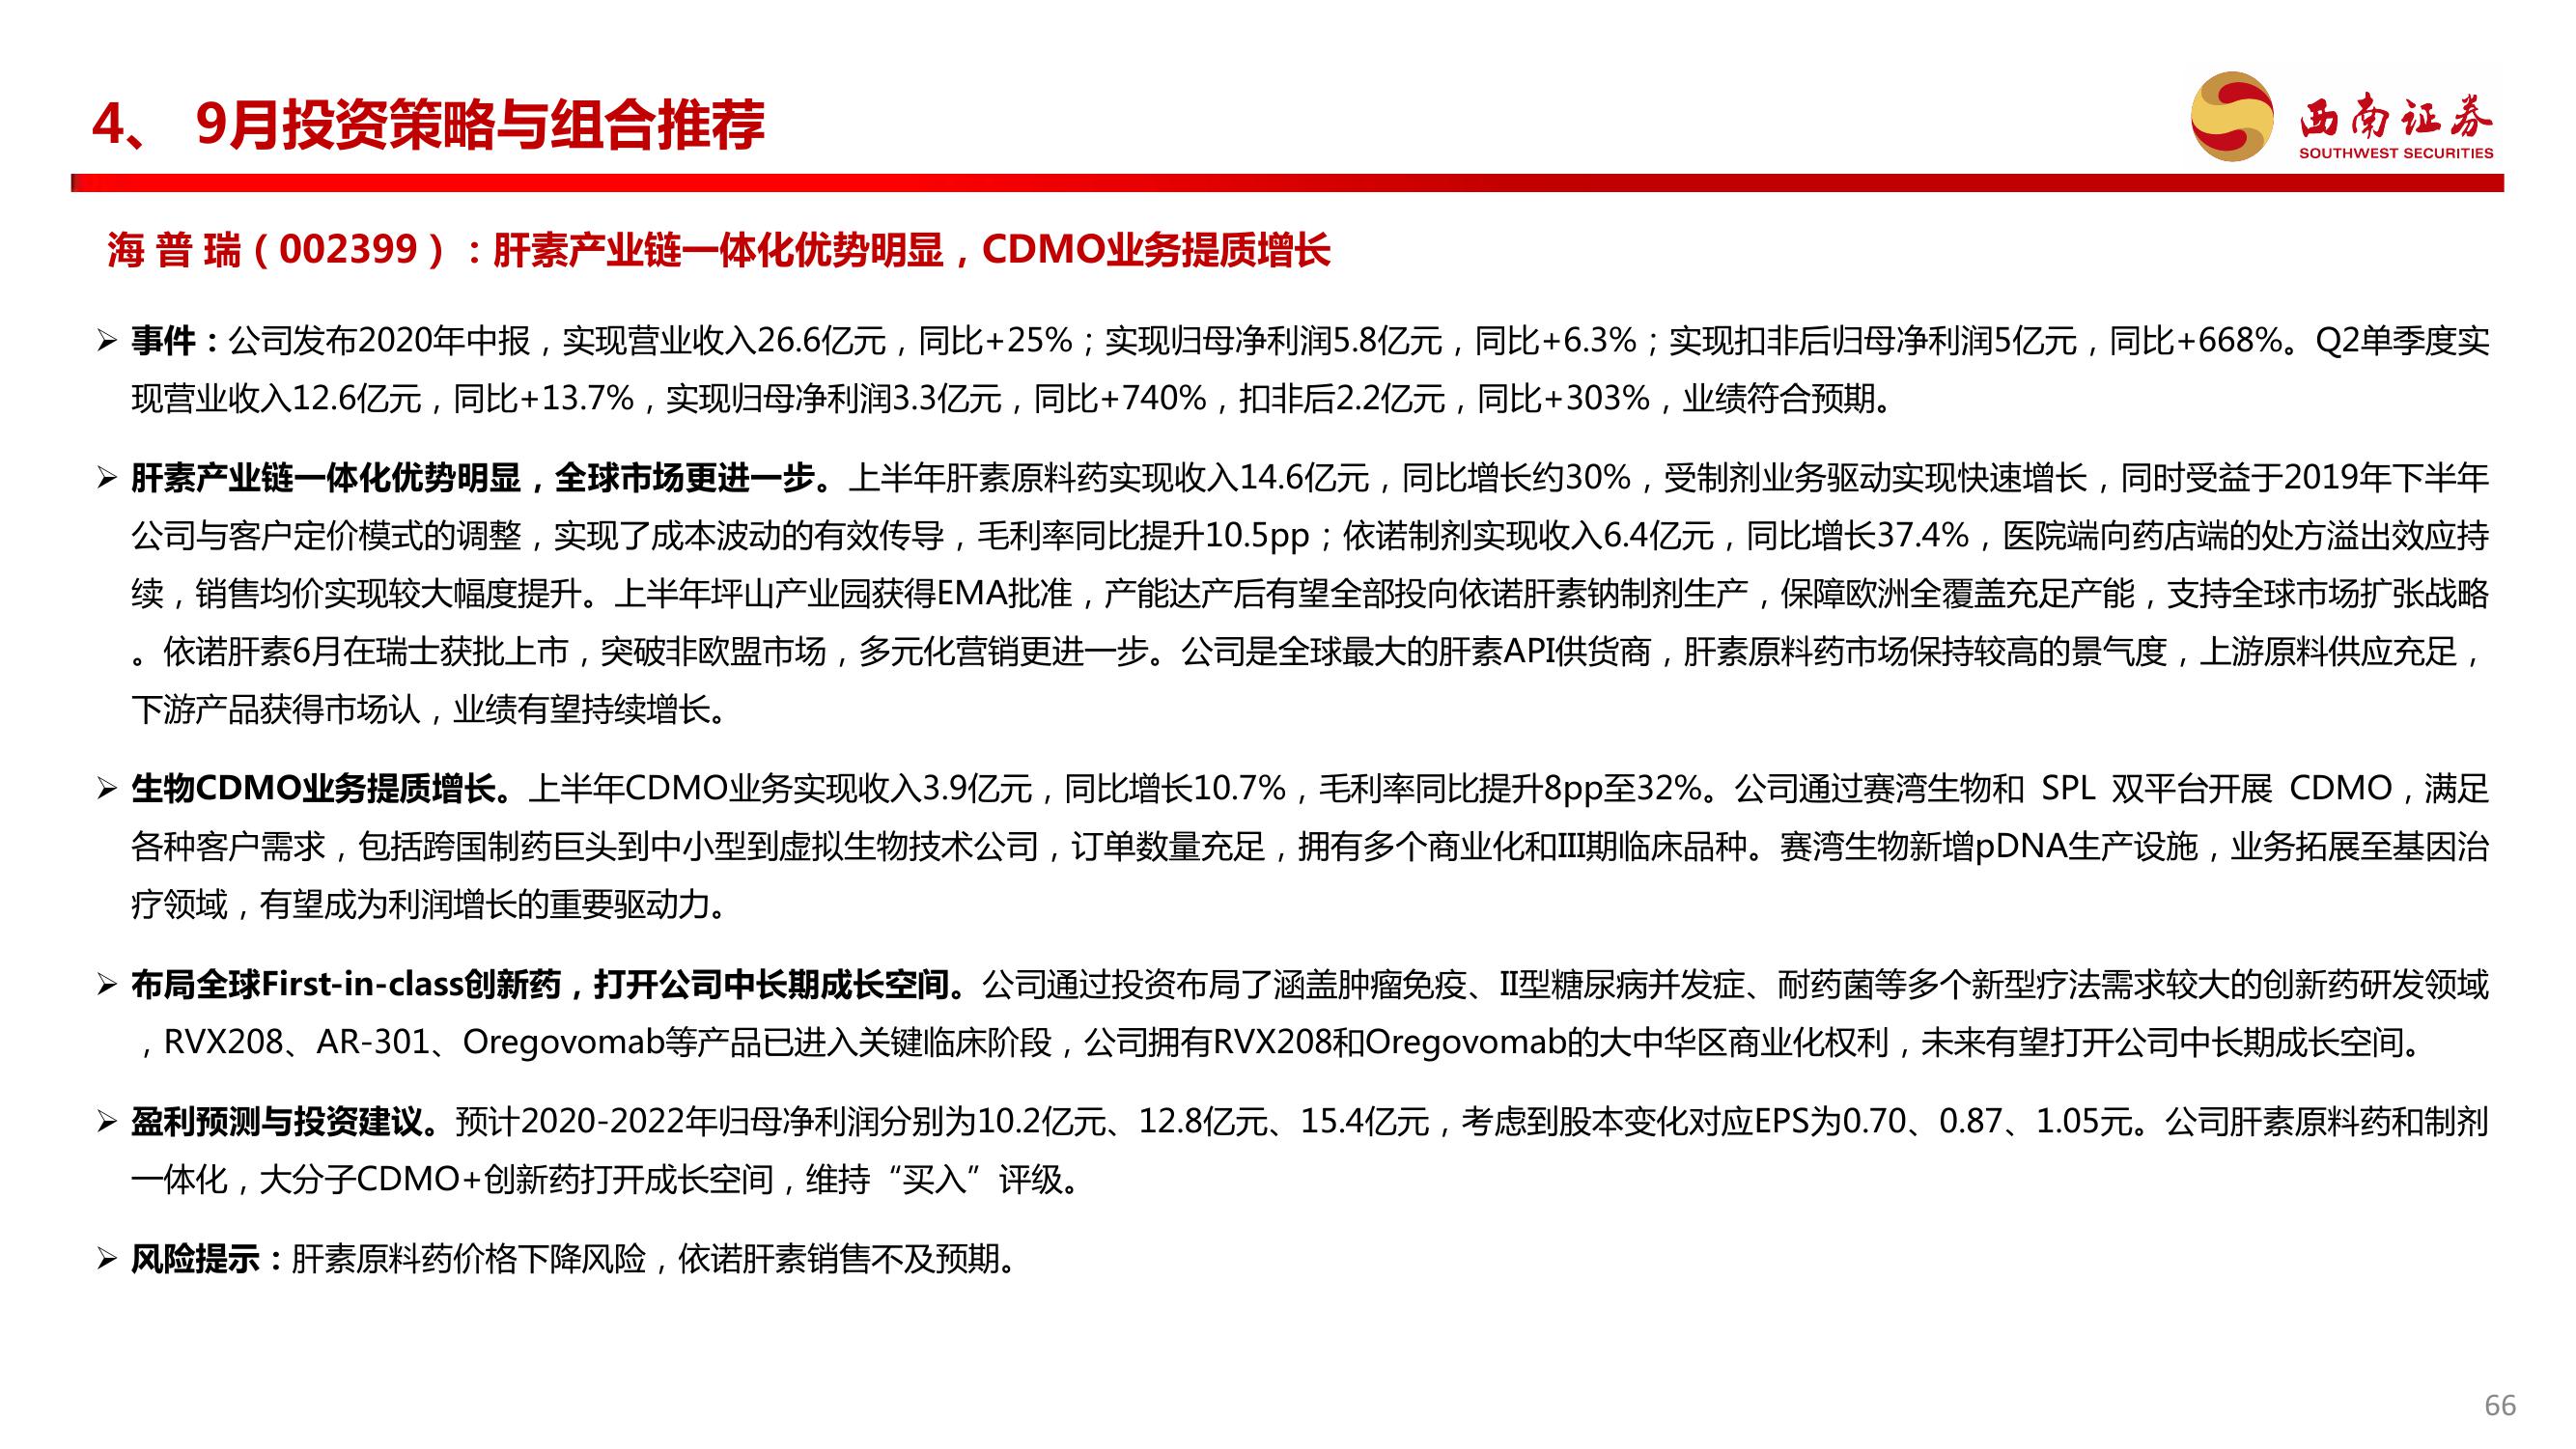 4、 9月投资策略与组合推荐
西南证券
SOUTHWEST SECURITIES
海 普 瑞（002399）：肝素产业链一体化优势明显，CDMO业务提质增长
➢ 事件：公司发布2020年中报，实现营业收入26.6亿元，同比+25%；实现归母净利润5.8亿元，同比+6.3%；实现扣非后归母净利润5亿元，同比+668%。Q2单季度实
现营业收入12.6亿元，同比+13.7%，实现归母净利润3.3亿元，同比+740%，扣非后2.2亿元，同比+303%，业绩符合预期。
➢ 肝素产业链一体化优势明显，全球市场更进一步。上半年肝素原料药实现收入14.6亿元，同比增长约30%，受制剂业务驱动实现快速增长，同时受益于2019年下半年
公司与客户定价模式的调整，实现了成本波动的有效传导，毛利率同比提升10.5pp；依诺制剂实现收入6.4亿元，同比增长37.4%，医院端向药店端的处方溢出效应持
续，销售均价实现较大幅度提升。上半年坪山产业园获得EMA批准，产能达产后有望全部投向依诺肝素钠制剂生产，保障欧洲全覆盖充足产能，支持全球市场扩张战略
。依诺肝素6月在瑞士获批上市，突破非欧盟市场，多元化营销更进一步。公司是全球最大的肝素API供货商，肝素原料药市场保持较高的景气度，上游原料供应充足，
下游产品获得市场认，业绩有望持续增长。
➢ 生物CDMO业务提质增长。上半年CDMO业务实现收入3.9亿元，同比增长10.7%，毛利率同比提升8pp至32%。公司通过赛湾生物和 SPL 双平台开展 CDMO，满足
各种客户需求，包括跨国制药巨头到中小型到虚拟生物技术公司，订单数量充足，拥有多个商业化和III期临床品种。赛湾生物新增pDNA生产设施，业务拓展至基因治
疗领域，有望成为利润增长的重要驱动力。
➢ 布局全球First-in-class创新药，打开公司中长期成长空间。公司通过投资布局了涵盖肿瘤免疫、II型糖尿病并发症、耐药菌等多个新型疗法需求较大的创新药研发领域
，RVX208、AR-301、Oregovomab等产品已进入关键临床阶段，公司拥有RVX208和Oregovomab的大中华区商业化权利，未来有望打开公司中长期成长空间。
➢ 盈利预测与投资建议。预计2020-2022年归母净利润分别为10.2亿元、12.8亿元、15.4亿元，考虑到股本变化对应EPS为0.70、0.87、1.05元。公司肝素原料药和制剂
一体化，大分子CDMO+创新药打开成长空间，维持“买入”评级。
➢ 风险提示：肝素原料药价格下降风险，依诺肝素销售不及预期。
66